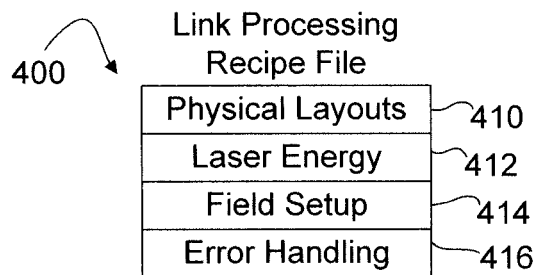 Link Processing
Recipe File
400
Physical Layouts
410
Laser Energy
412
Field Setup
414
Error Handling
416